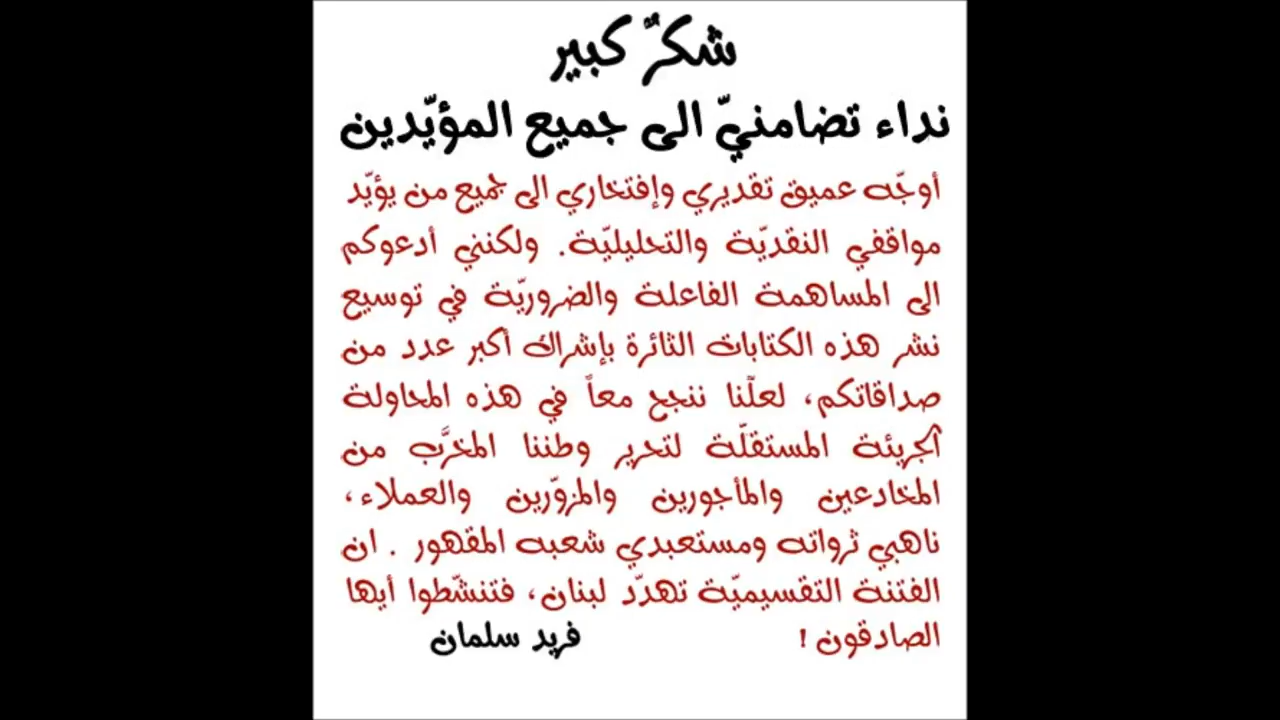 شكرٌ كبير
نداء تضامنيّ الى جميع المؤيّدين
أوجّه عميق تقديري وإفتخاري الى جميع من يؤيّد
مواقفي النقديّة والتحليليّة. ولكنني أدعوكم
الى المساهمة الفاعلة والضروريّة في توسيع
نشر هذه الكتابات الثائرة بإشراك أكبر عدد من
صداقاتكم، لعلّنا ننجح معاً في هذه المحاولة
الجريئة المستقلّة لتحرير وطننا المخرَّب من
المخادعين والمأجورين والمزوّرين والعملاء،
ناهبي ثرواته ومستعبدي شعبه المقهور . ان
الفتنة التقسيميّة تهدّد لبنان، فتنشّطوا أيها
الصادقون ! فريد سلمان